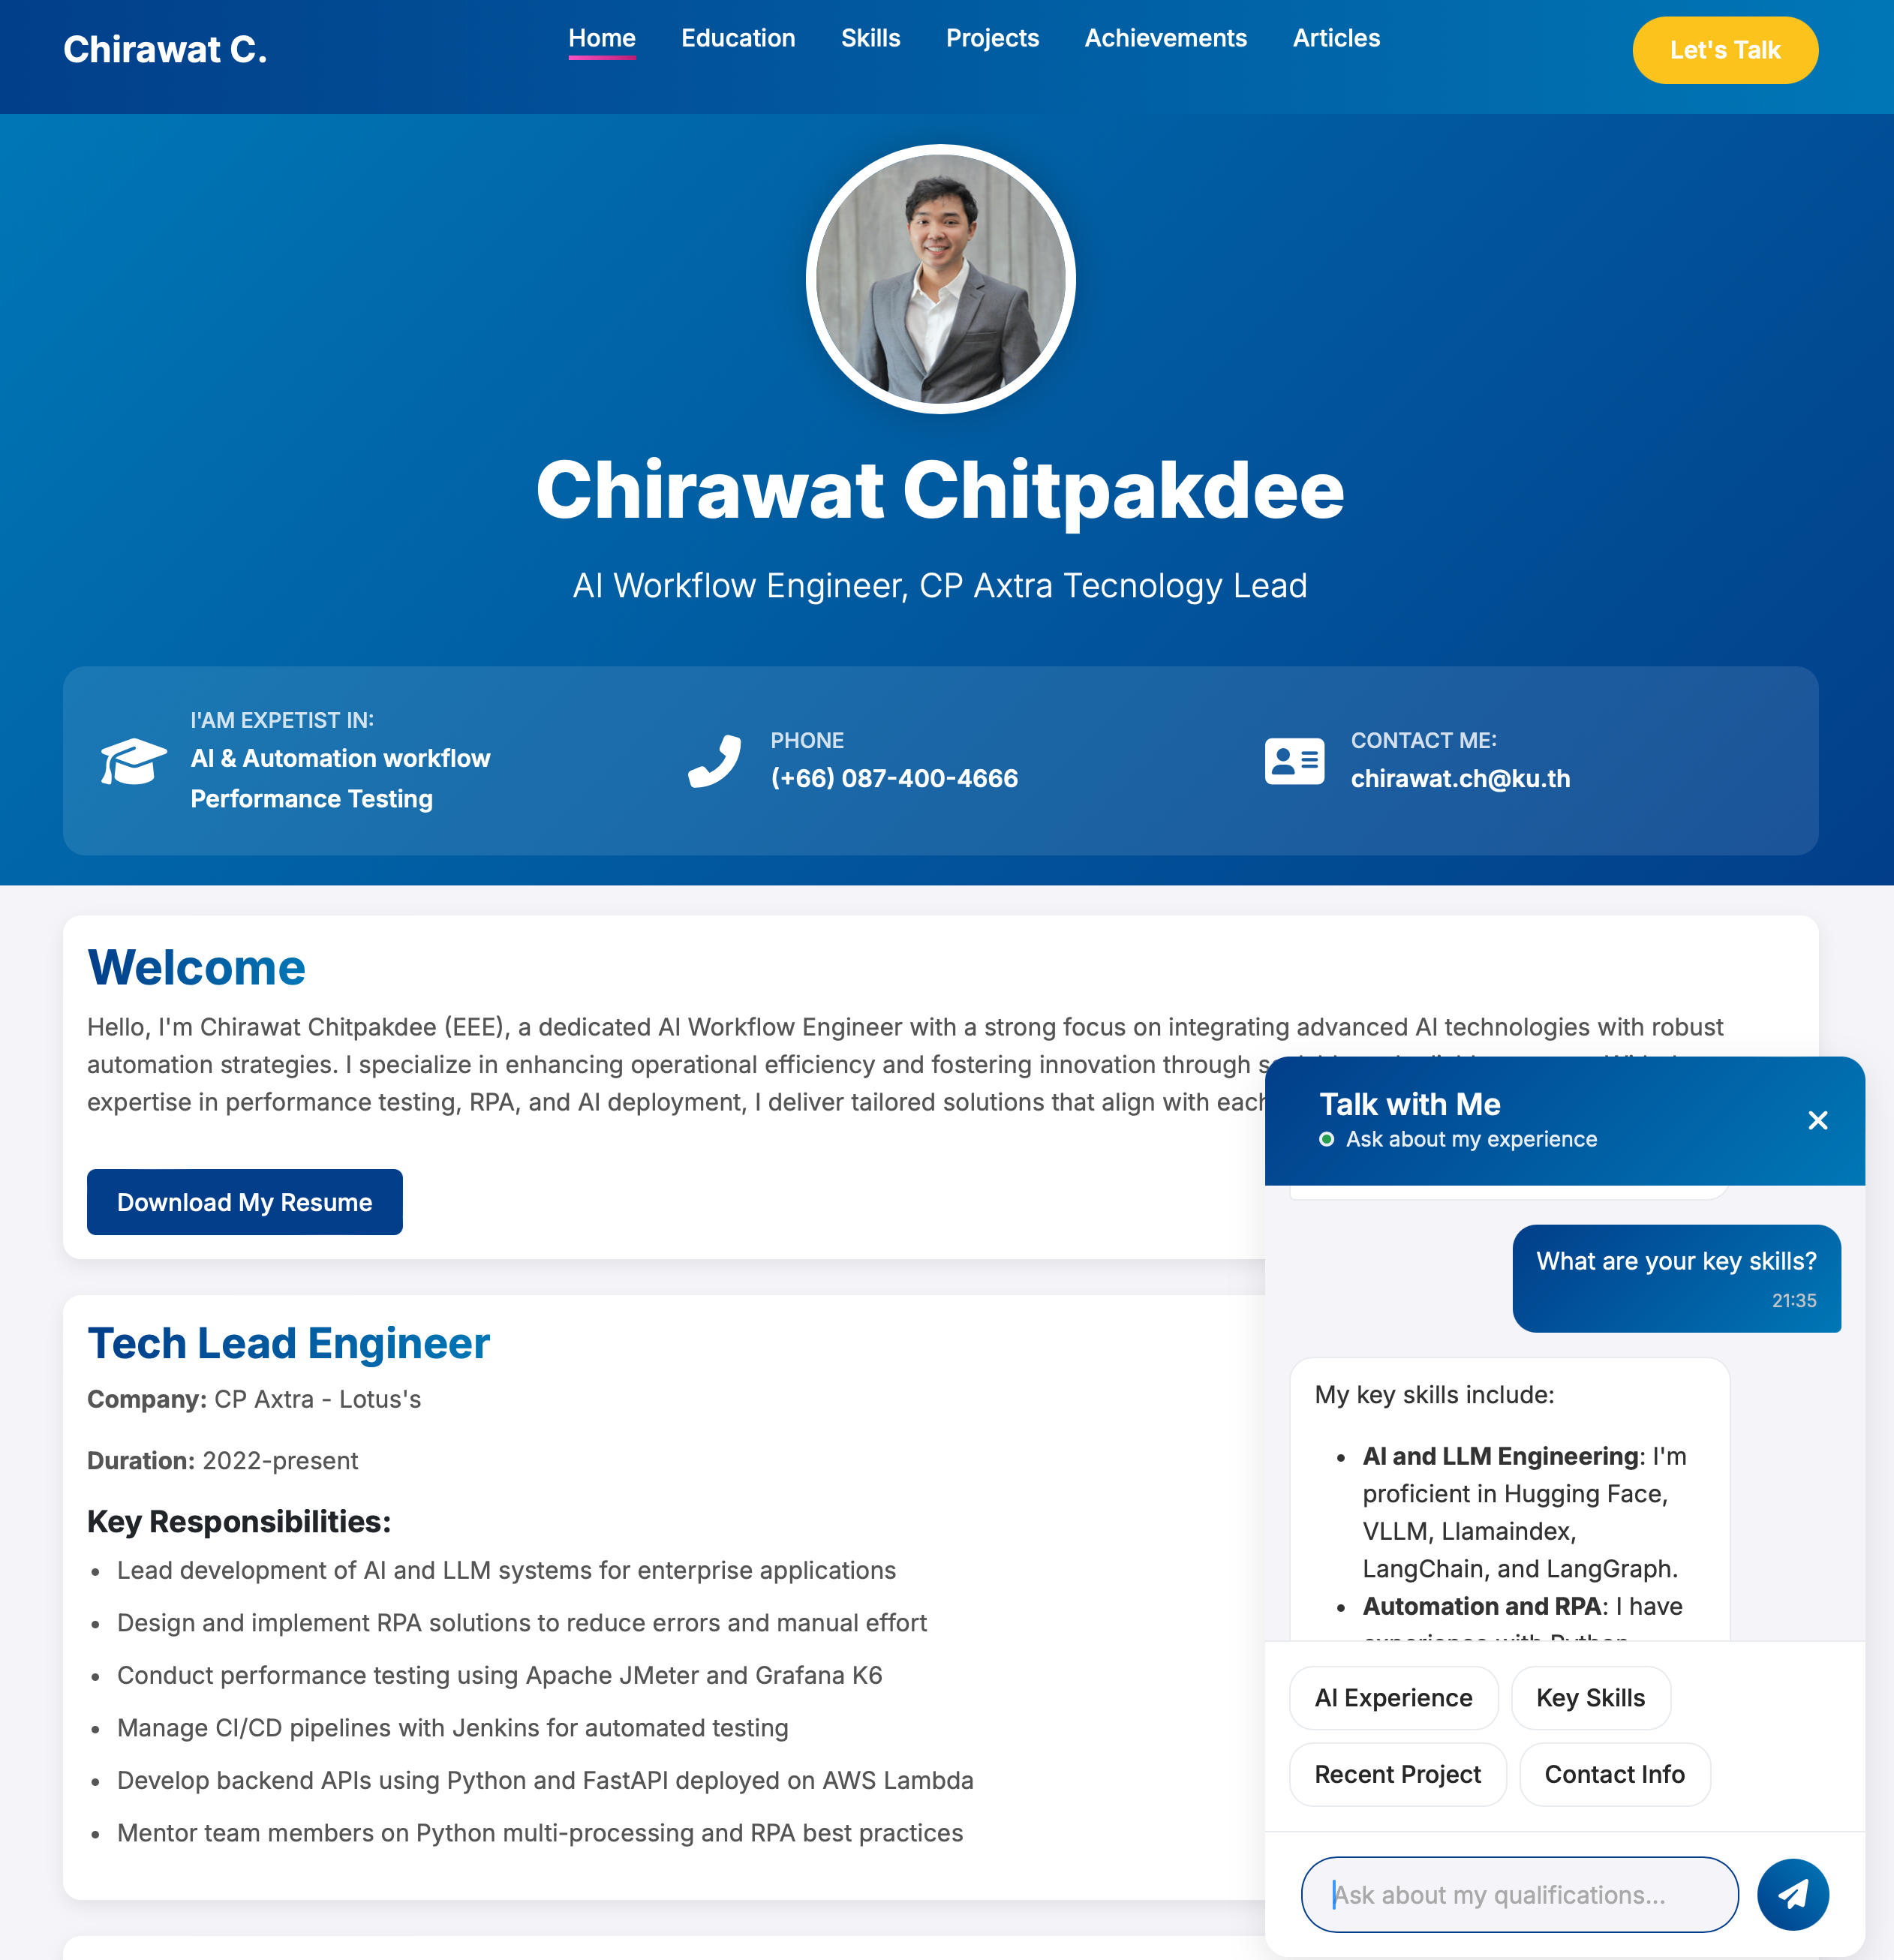 Chirawat C.
Home
Education
Skills
Projects
Achievements
Articles
Let's Talk
Chirawat Chitpakdee
AI Workflow Engineer, CP Axtra Tecnology Lead
I'AM EXPETIST IN:
AI & Automation workflow
Performance Testing
PHONE
(+66) 087-400-4666
CONTACT ME:
chirawat.ch@ku.th
Welcome
Hello, I'm Chirawat Chitpakdee (EEE), a dedicated AI Workflow Engineer with a strong focus on integrating advanced AI technologies with robust
automation strategies. I specialize in enhancing operational efficiency and fostering innovation through
expertise in performance testing, RPA, and AI deployment, I deliver tailored solutions that align with each
Download My Resume
Tech Lead Engineer
Company: CP Axtra - Lotus's
Duration: 2022-present
Key Responsibilities:
• Lead development of AI and LLM systems for enterprise applications
• Design and implement RPA solutions to reduce errors and manual effort
• Conduct performance testing using Apache JMeter and Grafana K6
• Manage CI/CD pipelines with Jenkins for automated testing
• Develop backend APIs using Python and FastAPI deployed on AWS Lambda
• Mentor team members on Python multi-processing and RPA best practices
Talk with Me
Ask about my experience
What are your key skills?
21:35
My key skills include:
• AI and LLM Engineering: I'm
proficient in Hugging Face,
VLLM, Llamaindex,
LangChain, and LangGraph.
• Automation and RPA: I have
experience with Python
AI Experience
Key Skills
Recent Project
Contact Info
Ask about my qualifications...